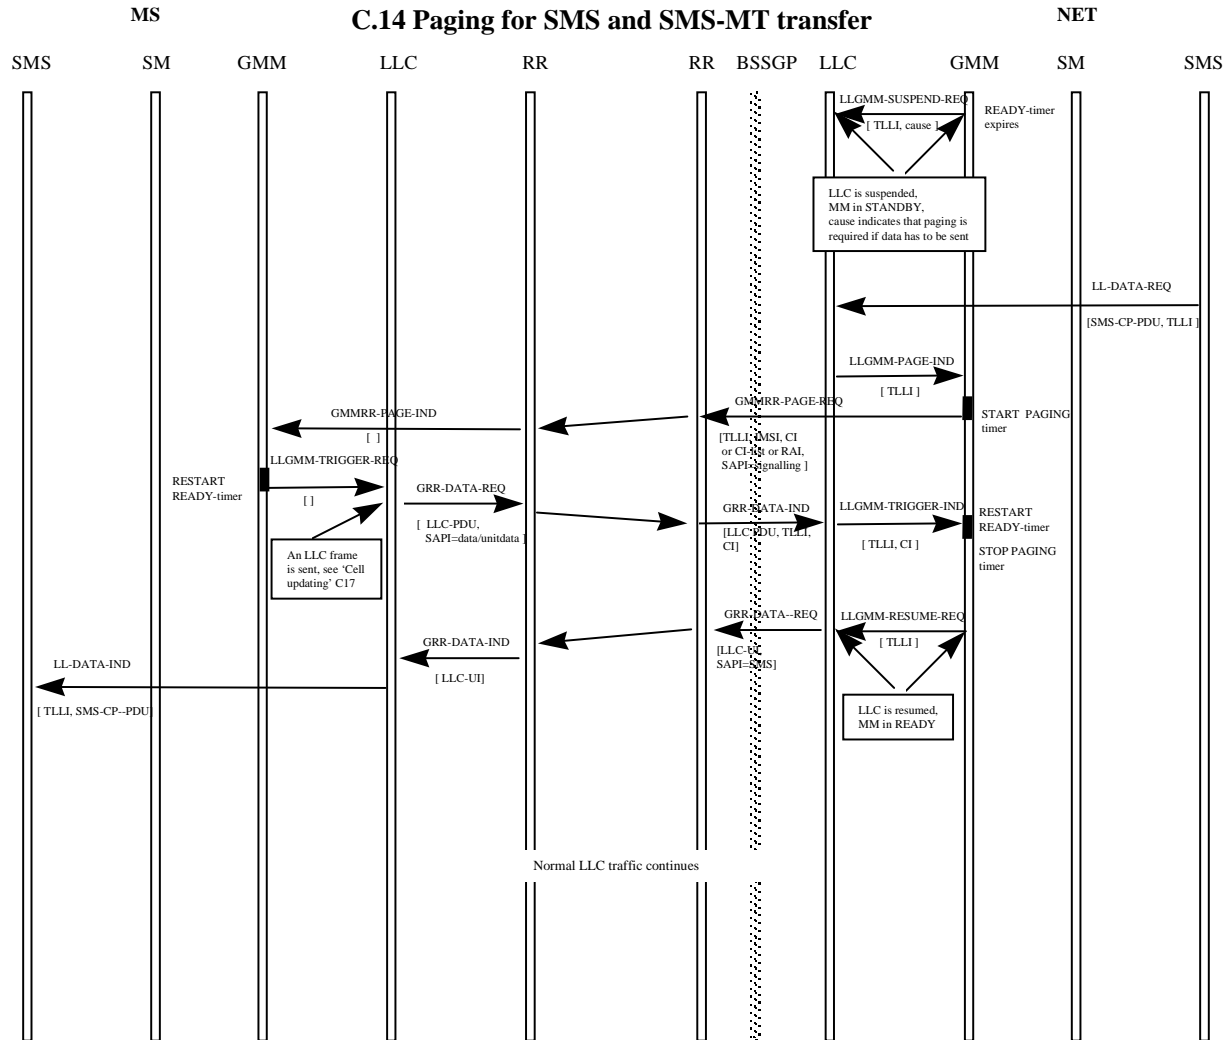 MS
C.14 Paging for SMS and SMS-MT transfer
NET
SMS SM GMM LLC RR RR BSSGP LLC GMM SM SMS
LLGMM-SUSPEND-REQ
[ TLLI, cause ]
READY-timer
expires
LLC is suspended,
MM in STANDBY,
cause indicates that paging is
required if data has to be sent
LL-DATA-REQ
[SMS-CP-PDU, TLLI ]
LLGMM-PAGE-IND
[ TLLI ]
GMMRR-PAGE-REQ
START PAGING
timer
GMMRR-PAGE-IND
[ ]
[TLLI, IMSI, CI
or CI-list or RAI,
SAPI=signalling ]
LLGMM-TRIGGER-REQ
[ ]
RESTART
READY-timer
GRR-DATA-REQ
[ LLC-PDU,
SAPI=data/unitdata ]
GRR-DATA-IND
[LLC-PDU, TLLI,
CI]
LLGMM-TRIGGER-IND
[ TLLI, CI ]
RESTART
READY-timer
STOP PAGING
timer
An LLC frame
is sent, see ‘Cell
updating’ C17
GRR-DATA--REQ
[LLC-UI,
SAPI=SMS]
LLGMM-RESUME-REQ
[ TLLI ]
GRR-DATA-IND
[ LLC-UI]
LL-DATA-IND
[ TLLI, SMS-CP--PDU]
LLC is resumed,
MM in READY
Normal LLC traffic continues